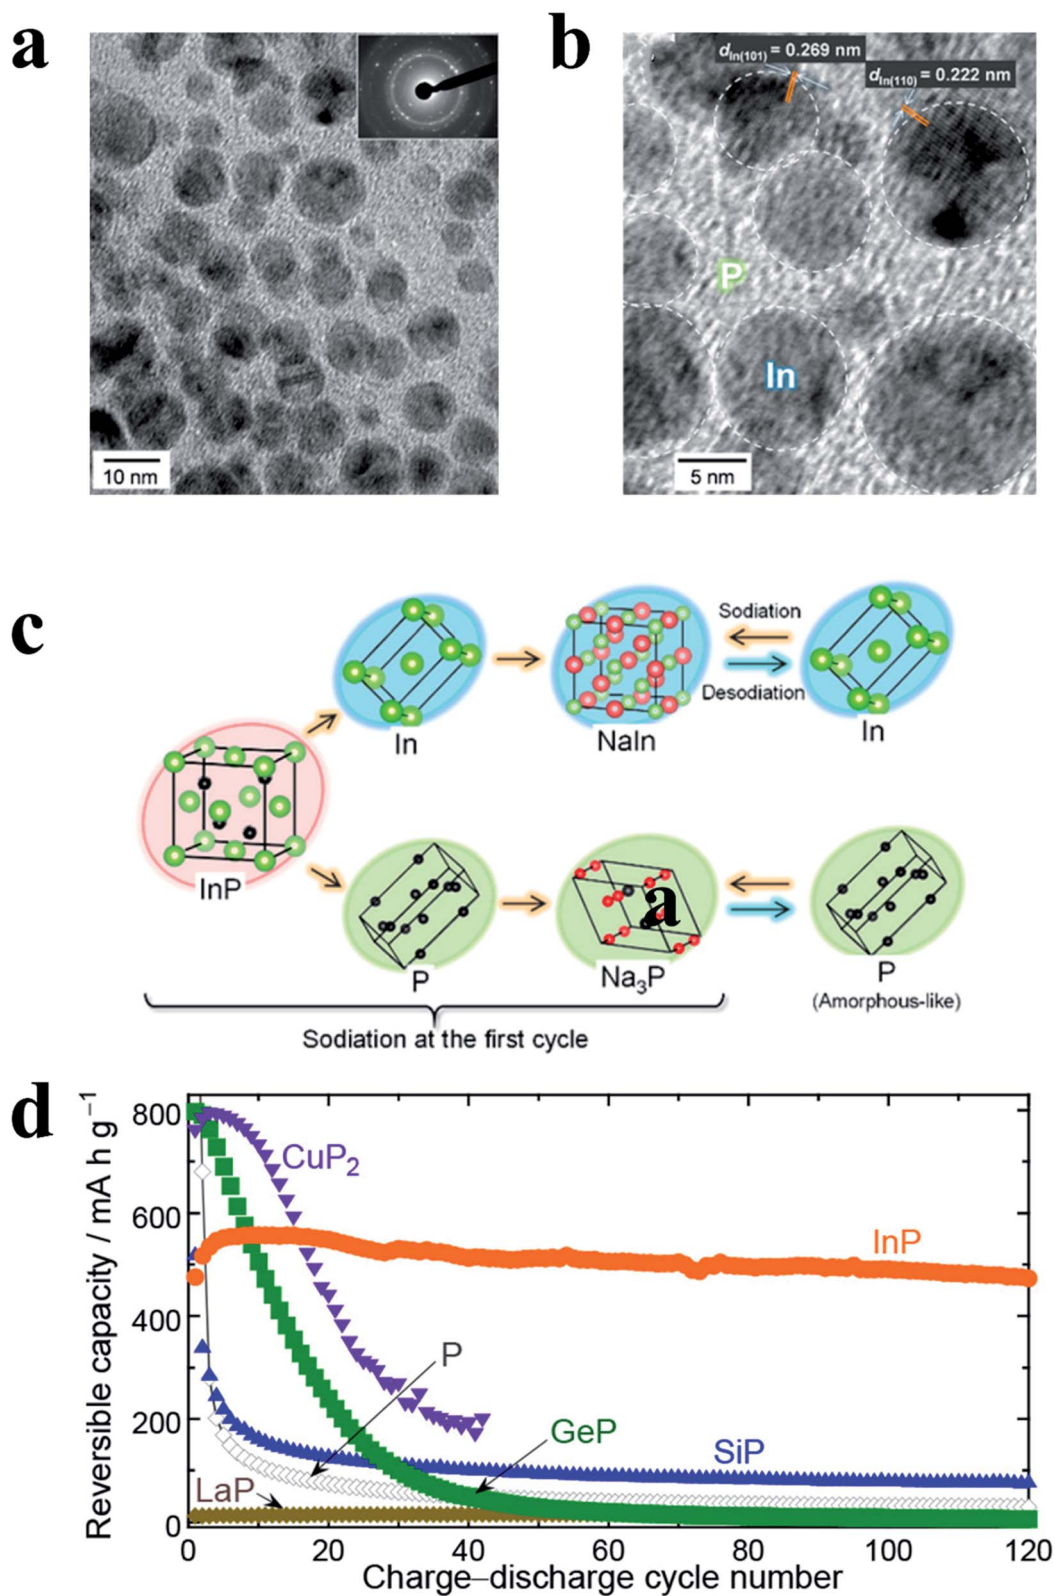 a
b
d_In(101) = 0.269 nm
d_In(110) = 0.222 nm
P
In
10 nm
5 nm
c
Sodiation
Desodiation
In
NaIn
In
InP
a
P
Na₃P
P
(Amorphous-like)
Sodiation at the first cycle
d
Reversible capacity / mA h g⁻¹
800
600
400
200
0
CuP₂
InP
P
GeP
SiP
LaP
0 20 40 60 80 100 120
Charge–discharge cycle number